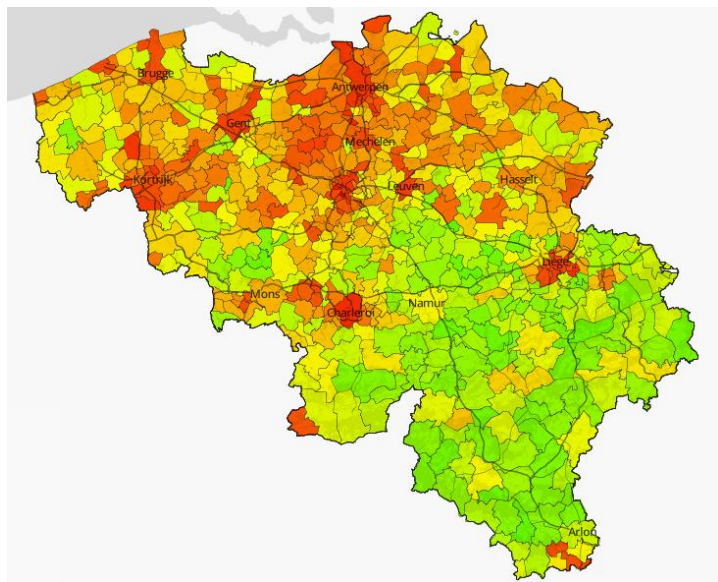 Brugge
Antwerpen
Gent
Mechelen
Kortrijk
Leuven
Hasselt
Liège
Mons
Namur
Charleroi
Arlon